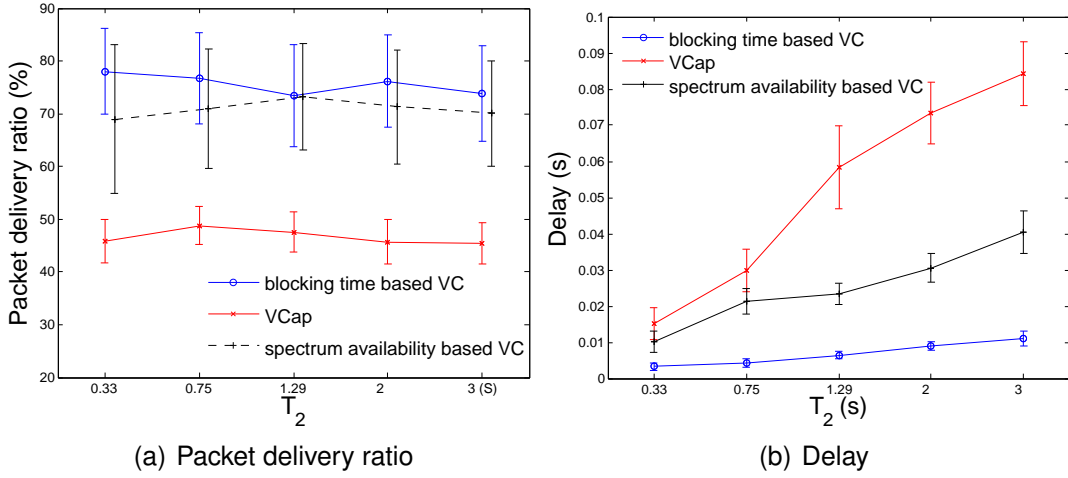 90
80
70
60
50
40
30
20
Packet delivery ratio (%)
blocking time based VC
VCap
spectrum availability based VC
0.33 0.75 1.29 2 3 (S)
T2
(a) Packet delivery ratio
0.1
0.09
0.08
0.07
0.06
0.05
0.04
0.03
0.02
0.01
0
Delay (s)
blocking time based VC
VCap
spectrum availability based VC
0.33 0.75 1.29 2 3
T2 (s)
(b) Delay